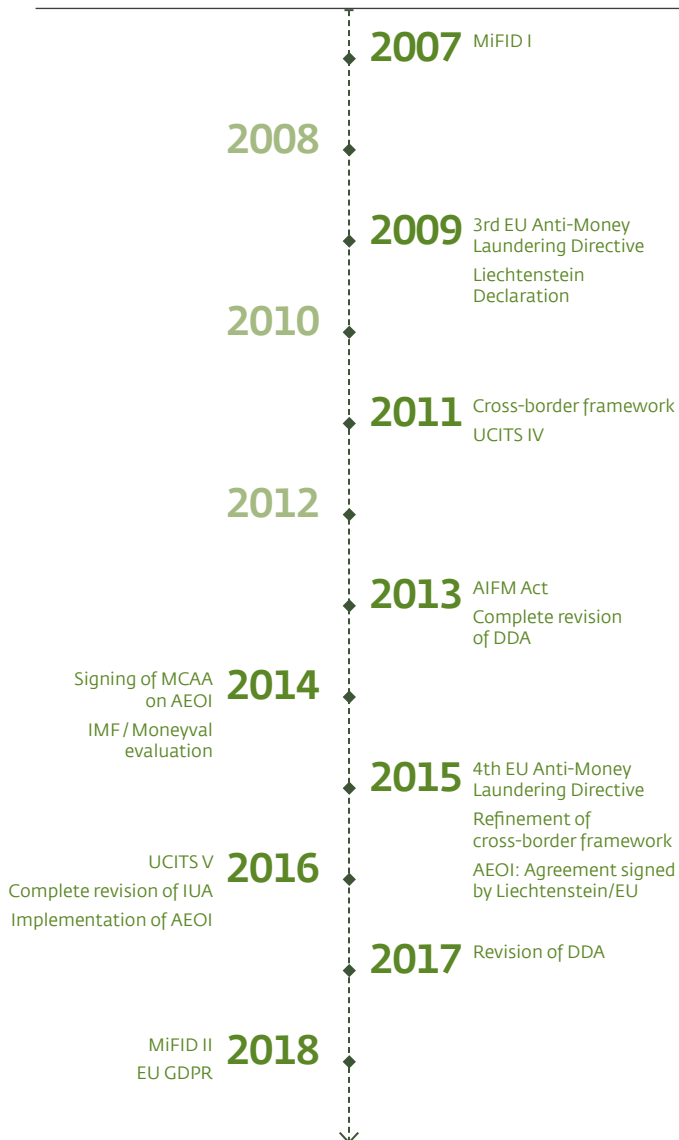 2007 MiFID I
2008
2009 3rd EU Anti-Money
Laundering Directive
Liechtenstein
Declaration
2010
2011 Cross-border framework
UCITS IV
2012
2013 AIFM Act
Complete revision
of DDA
2014 Signing of MCAA
on AEOI
IMF / Moneyval
evaluation
2015 4th EU Anti-Money
Laundering Directive
Refinement of
cross-border framework
AEOI: Agreement signed
by Liechtenstein/EU
2016 UCITS V
Complete revision of IUA
Implementation of AEOI
2017 Revision of DDA
2018 MiFID II
EU GDPR